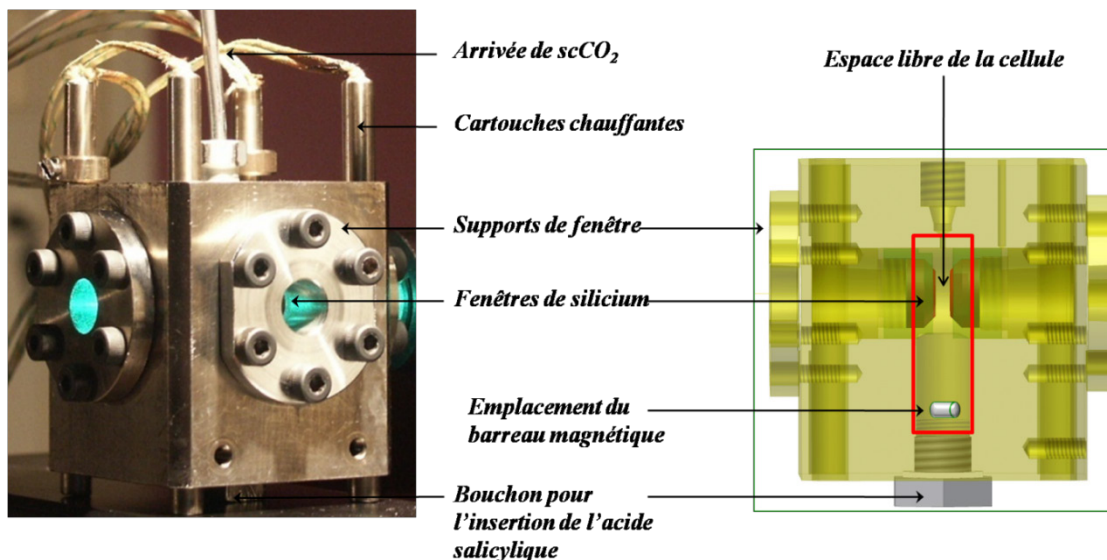 Arrivée de scCO₂
Espace libre de la cellule
Cartouches chauffantes
Supports de fenêtre
Fenêtres de silicium
Emplacement du
barreau magnétique
Bouchon pour
l'insertion de l'acide
salicylique